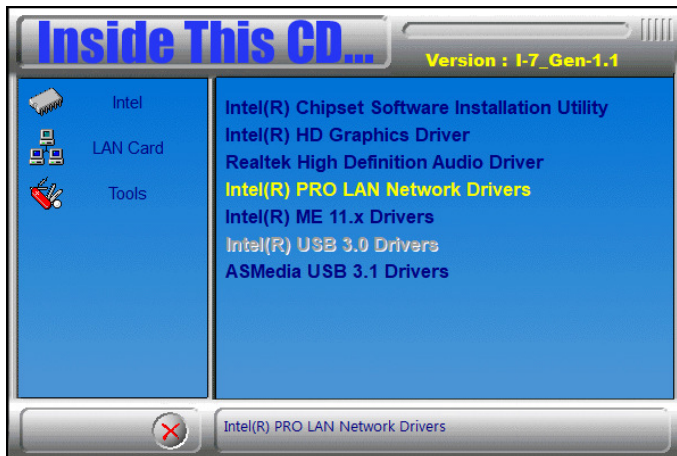 Inside This CD...
Version : I-7_Gen-1.1
Intel
LAN Card
Tools
Intel(R) Chipset Software Installation Utility
Intel(R) HD Graphics Driver
Realtek High Definition Audio Driver
Intel(R) PRO LAN Network Drivers
Intel(R) ME 11.x Drivers
Intel(R) USB 3.0 Drivers
ASMedia USB 3.1 Drivers
Intel(R) PRO LAN Network Drivers